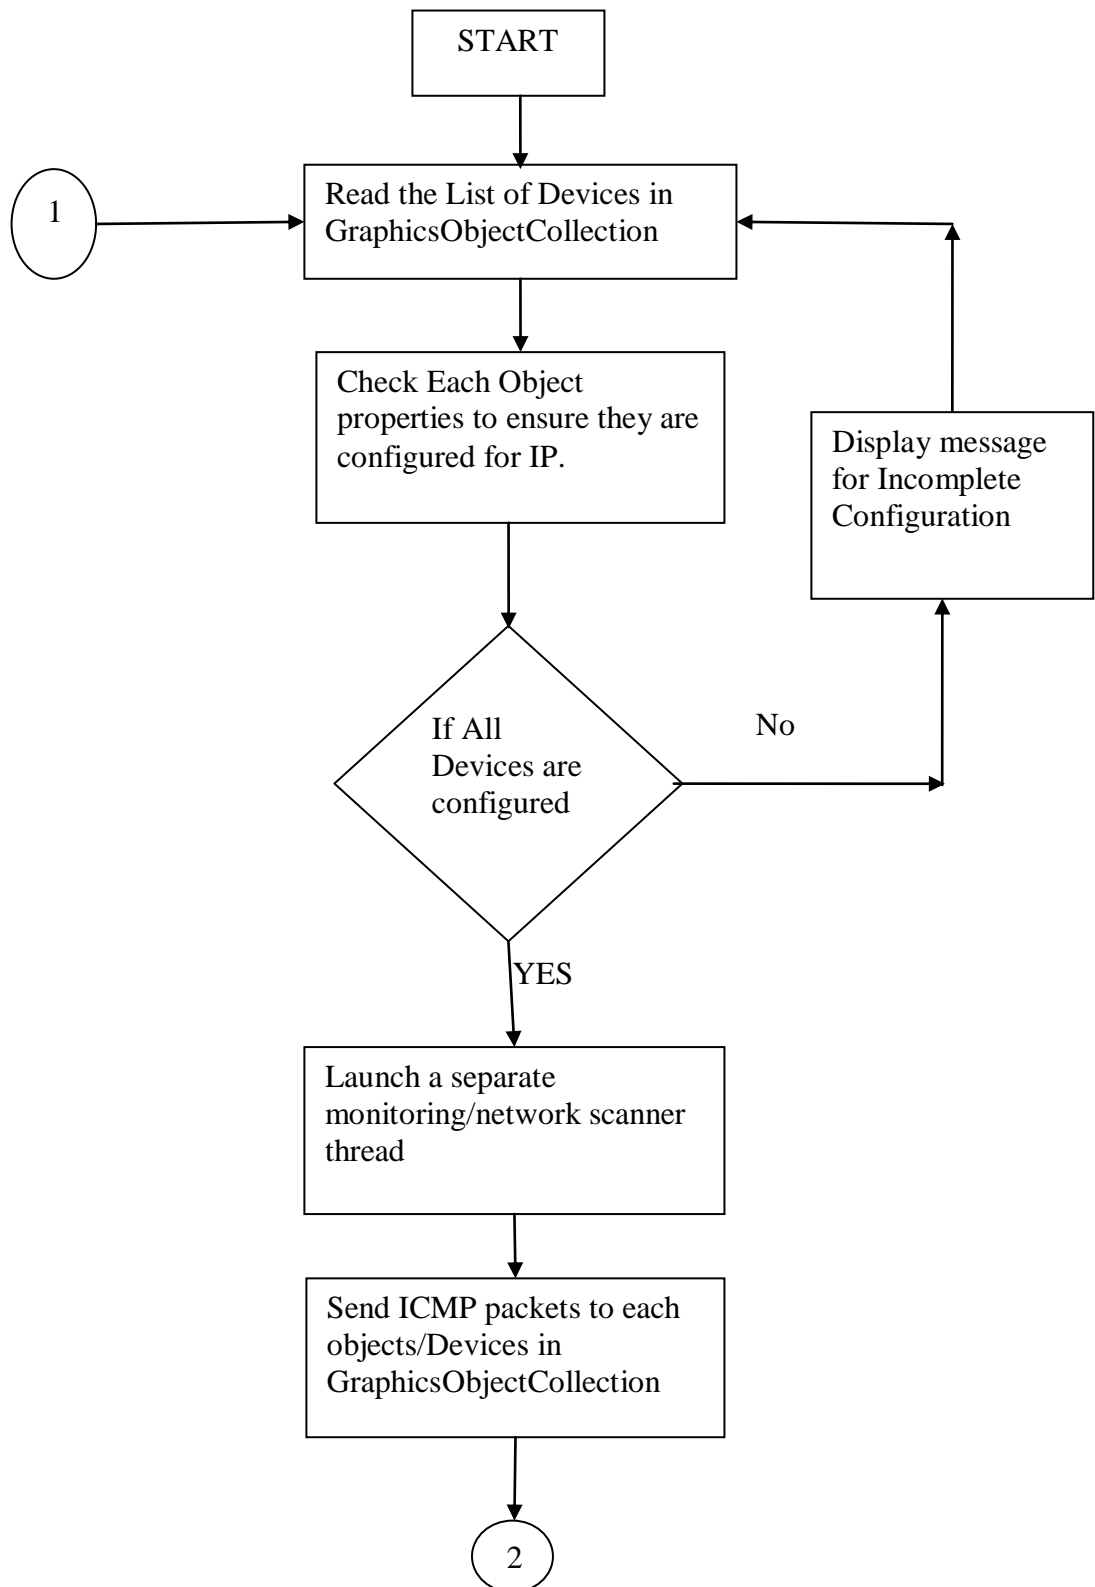 START
1
Read the List of Devices in
GraphicsObjectCollection
Check Each Object
properties to ensure they are
configured for IP.
Display message
for Incomplete
Configuration
If All
Devices are
configured
No
YES
Launch a separate
monitoring/network scanner
thread
Send ICMP packets to each
objects/Devices in
GraphicsObjectCollection
2